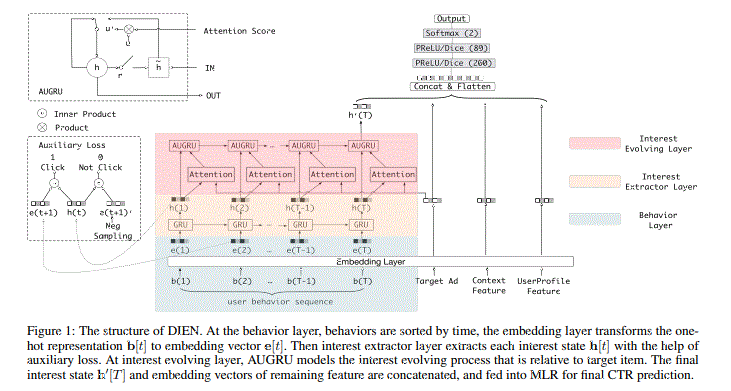 Output
Softmax (2)
PReLU/Dice (80)
PReLU/Dice (200)
Concat & Flatten
h'(T)
u'
Attention Score
h
r
h̃
IN
OUT
AUGRU
Inner Product
Product
Auxiliary Loss
1 0
Click Not Click
e(t+1) h(t) e(t+1)'
Neg
Sampling
AUGRU AUGRU .. AUGRU AUGRU
Attention Attention Attention Attention
h(1) h(2) h(T-1) h(T)
GRU GRU .. GRU GRU
e(1) e(2) .. e(T-1) e(T)
Embedding Layer
b(1) b(2) .. b(T-1) b(T)
user behavior sequence
Target Ad Context Feature UserProfile Feature
Interest Evolving Layer
Interest Extractor Layer
Behavior Layer
Figure 1: The structure of DIEN. At the behavior layer, behaviors are sorted by time, the embedding layer transforms the one-
hot representation b[t] to embedding vector e[t]. Then interest extractor layer extracts each interest state h[t] with the help of
auxiliary loss. At interest evolving layer, AUGRU models the interest evolving process that is relative to target item. The final
interest state h'[T] and embedding vectors of remaining feature are concatenated, and fed into MLR for final CTR prediction.